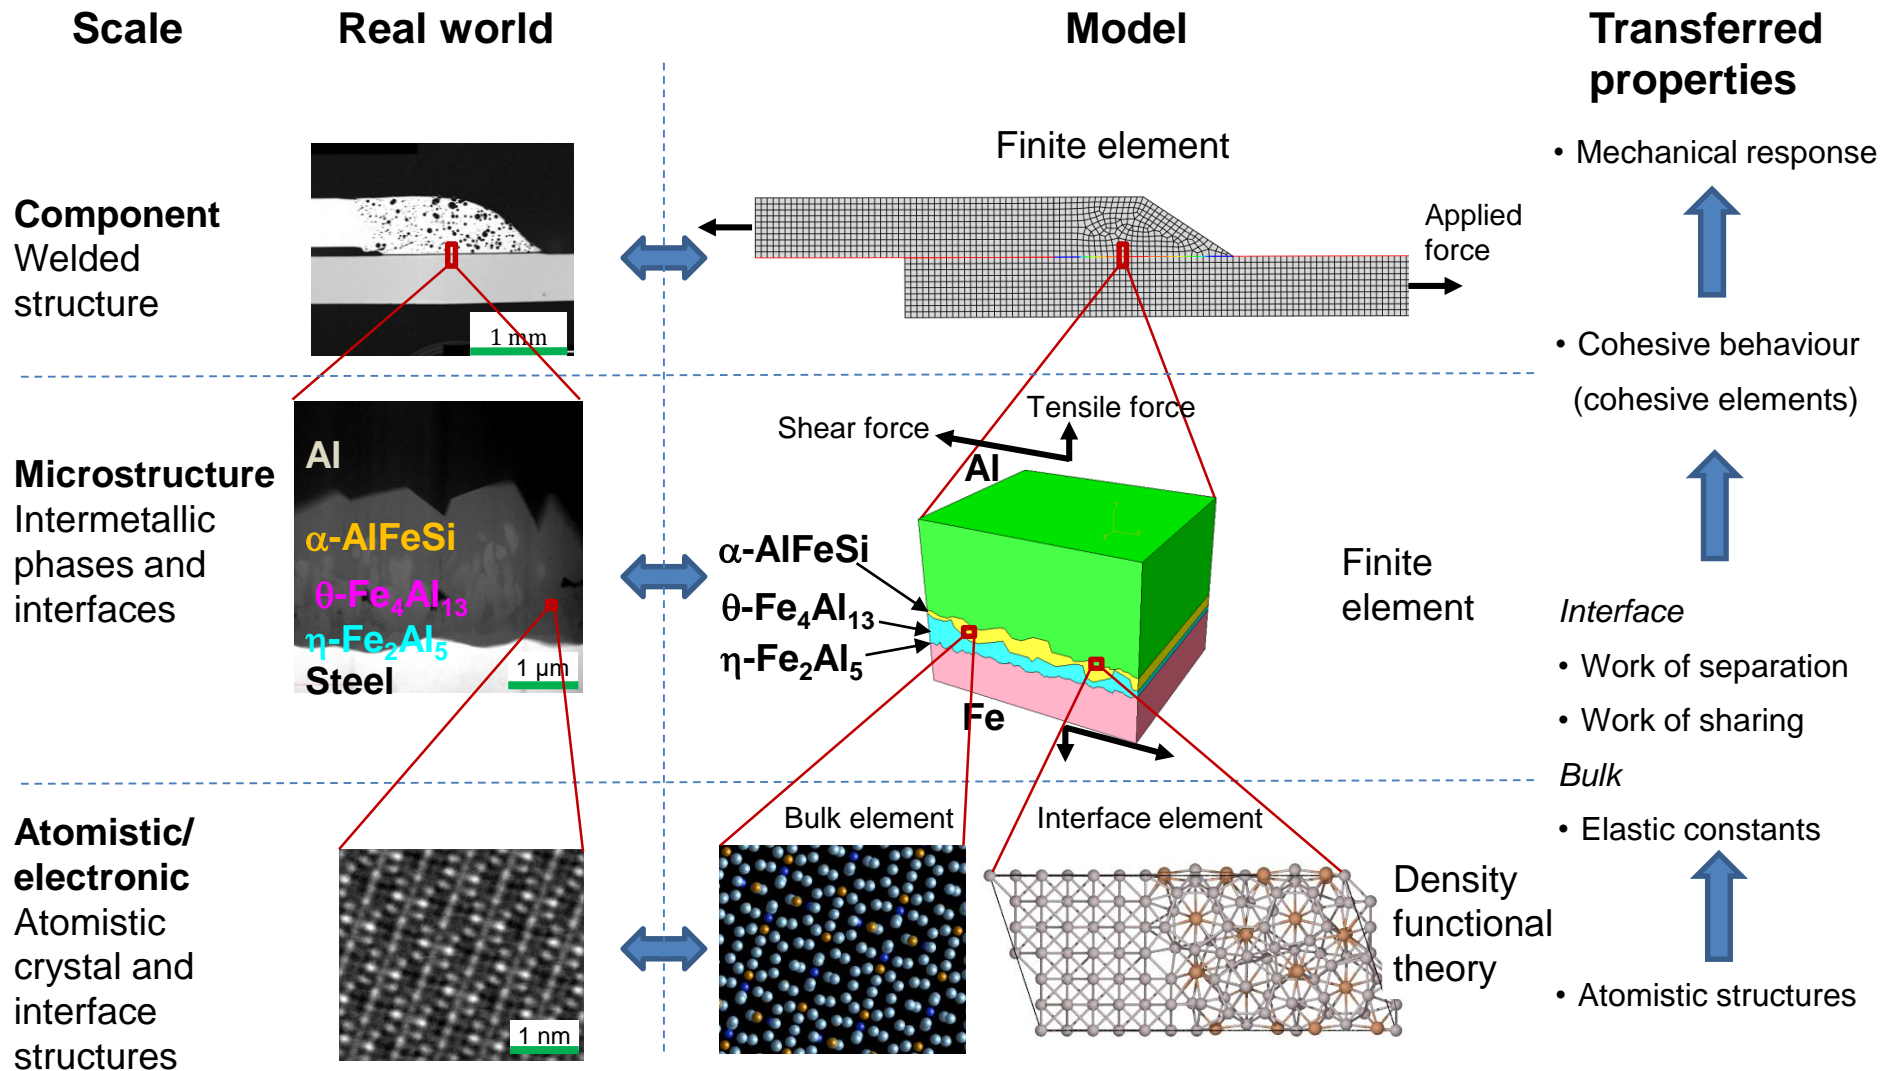 Scale
Real world
Model
Transferred
properties
Component
Welded
structure
1 mm
Finite element
Applied
force
• Mechanical response
• Cohesive behaviour
(cohesive elements)
Microstructure
Intermetallic
phases and
interfaces
Al
α-AlFeSi
θ-Fe₄Al₁₃
η-Fe₂Al₅
Steel
1 µm
Shear force
Tensile force
Al
α-AlFeSi
θ-Fe₄Al₁₃
η-Fe₂Al₅
Fe
Finite
element
Interface
• Work of separation
• Work of sharing
Bulk
• Elastic constants
Atomistic/
electronic
Atomistic
crystal and
interface
structures
1 nm
Bulk element
Interface element
Density
functional
theory
• Atomistic structures